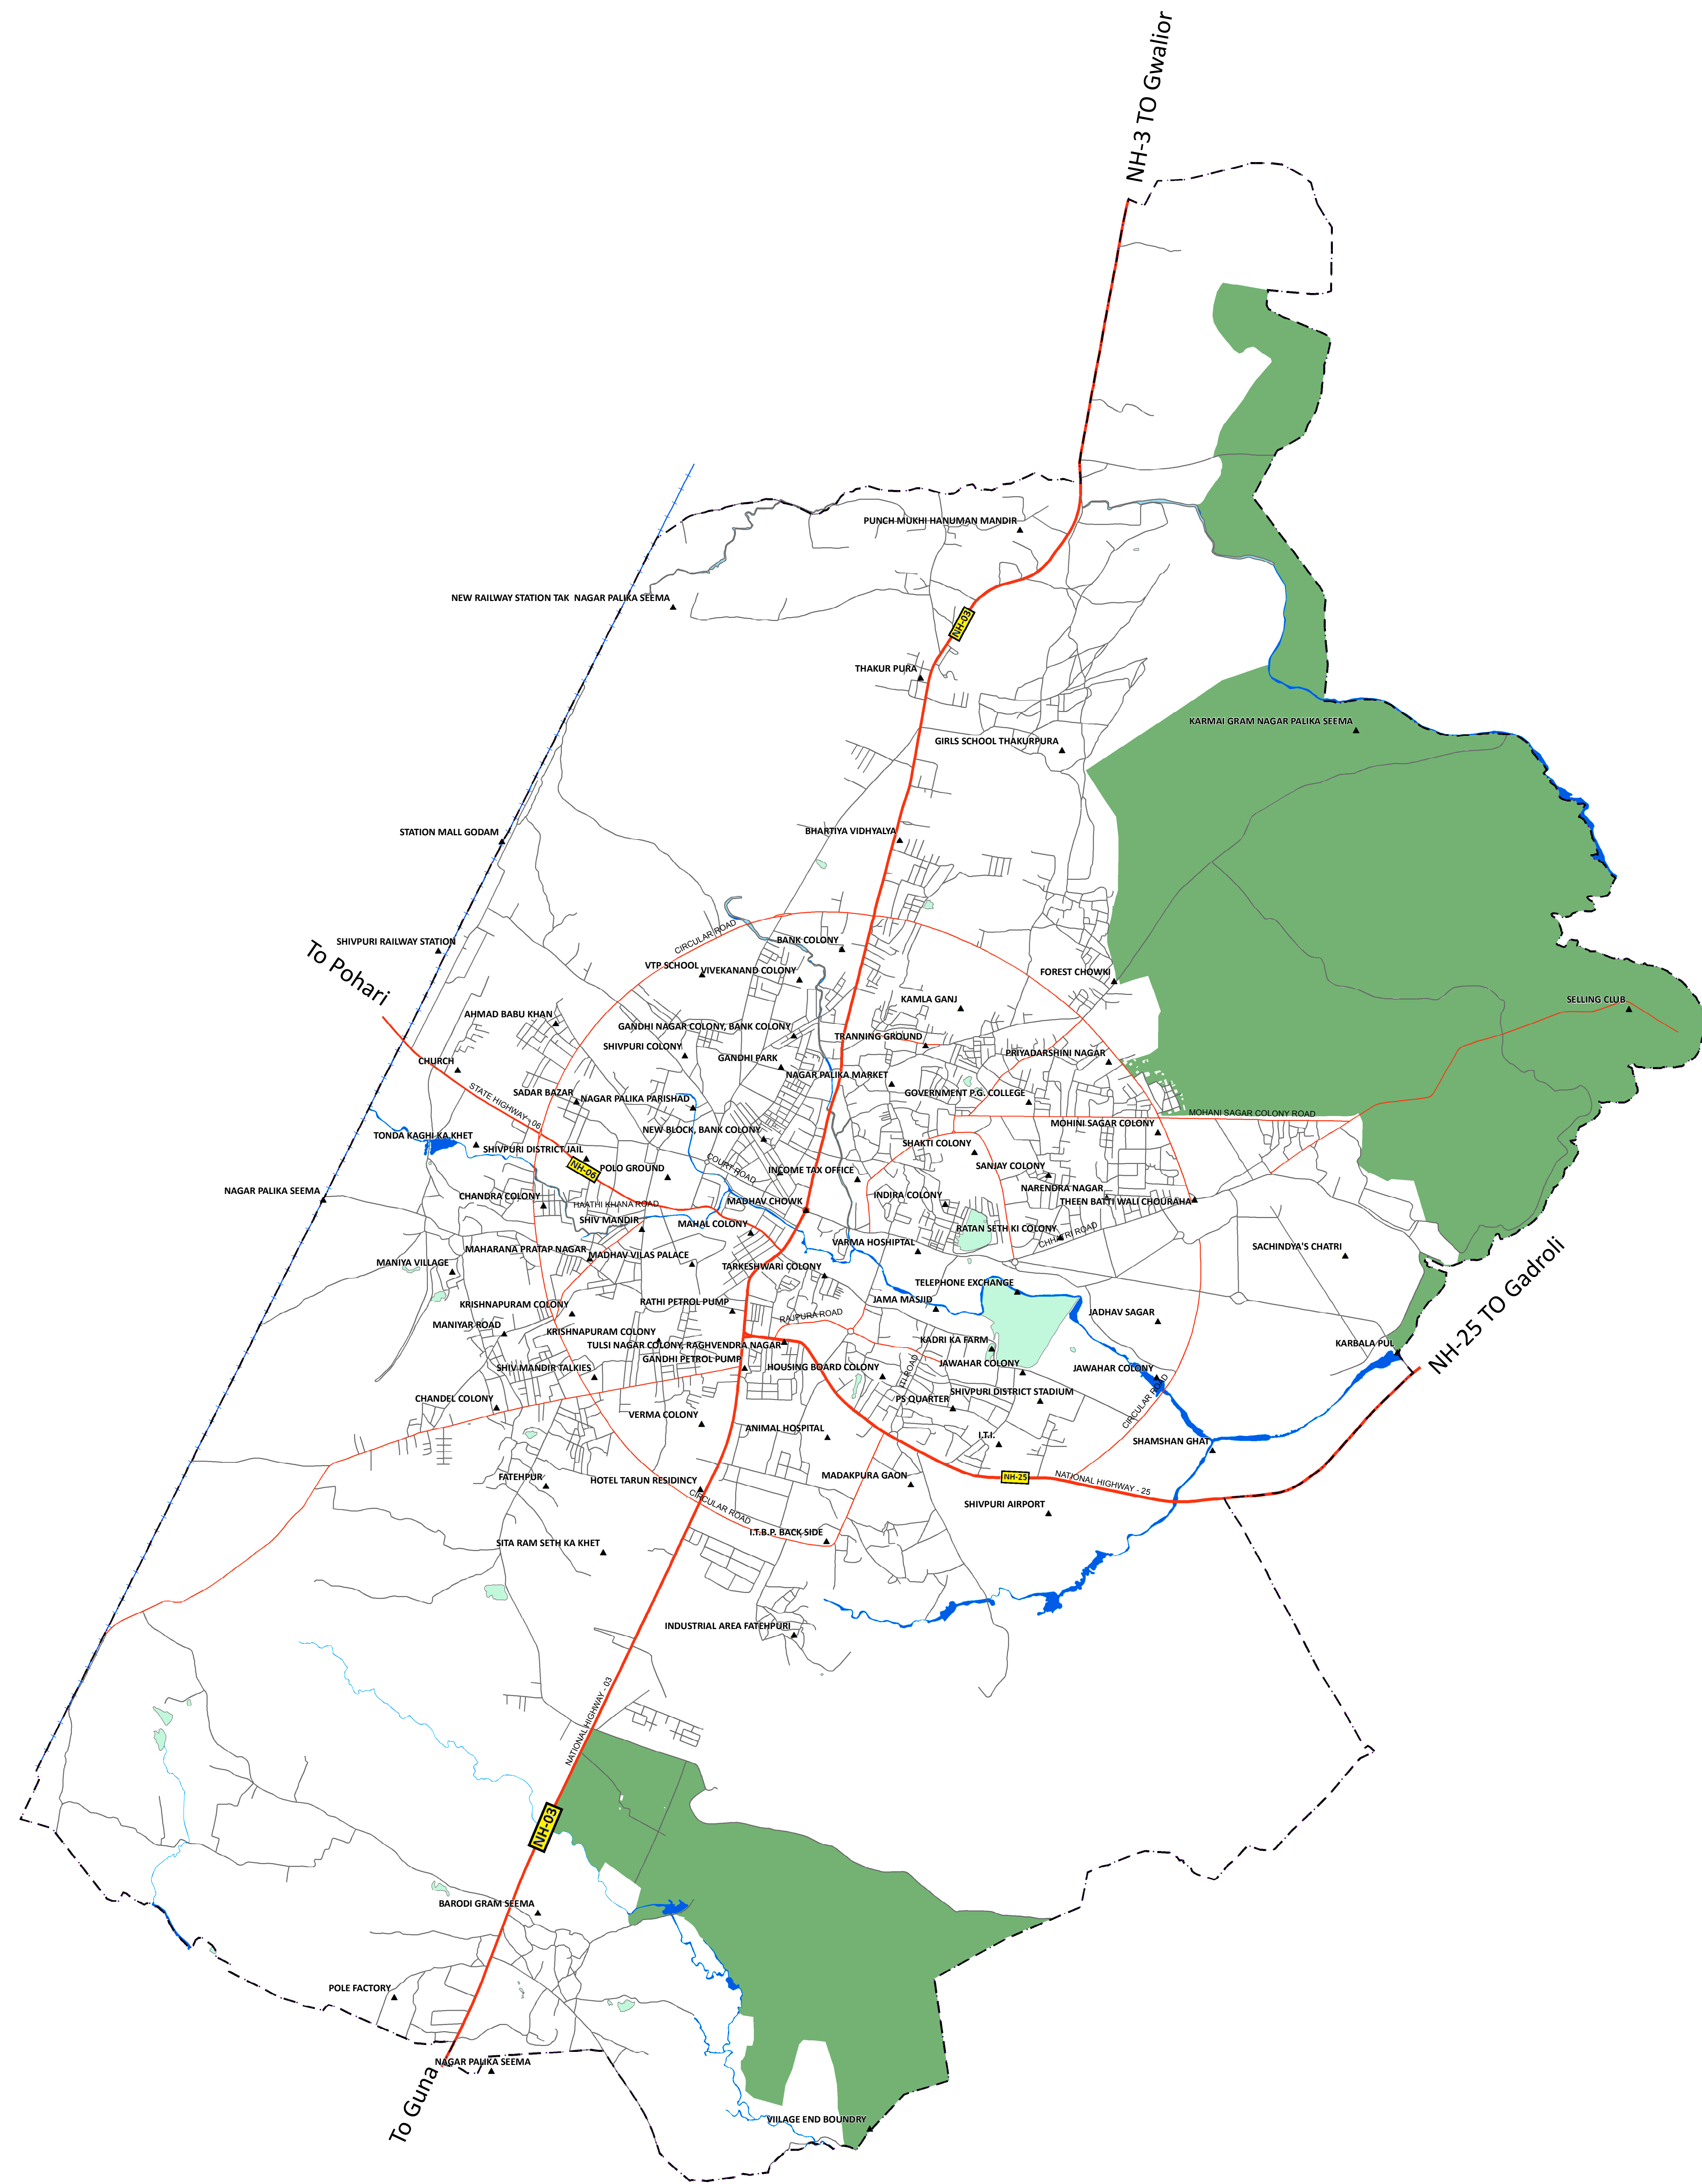 NH-3 TO Gwalior
PUNCH MUKHI HANUMAN MANDIR
NEW RAILWAY STATION TAK NAGAR PALIKA SEEMA
NH-03
THAKUR PURA
KARMAI GRAM NAGAR PALIKA SEEMA
GIRLS SCHOOL THAKURPURA
STATION MALL GODAM
BHARTIYA VIDHYALYA
SHIVPURI RAILWAY STATION
CIRCULAR ROAD
BANK COLONY
To Pohari
VTP SCHOOL
VIVEKANAND COLONY
FOREST CHOWKI
KAMLA GANJ
SELLING CLUB
AHMAD BABU KHAN
GANDHI NAGAR COLONY, BANK COLONY
TRANNING GROUND
SHIVPURI COLONY
GANDHI PARK
PRIYADARSHINI NAGAR
CHURCH
NAGAR PALIKA MARKET
STATE HIGHWAY - 06
SADAR BAZAR
NAGAR PALIKA PARISHAD
GOVERNMENT P.G. COLLEGE
MOHANI SAGAR COLONY ROAD
MOHINI SAGAR COLONY
TONDA KAGHI KA KHET
NEW BLOCK, BANK COLONY
SHIVPURI DISTRICT JAIL
SHAKTI COLONY
NH-06
POLO GROUND
COURT ROAD
INCOME TAX OFFICE
SANJAY COLONY
NAGAR PALIKA SEEMA
CHANDRA COLONY
HAATHI KHANA ROAD
MADHAV CHOWK
INDIRA COLONY
NARENDRA NAGAR
THEEN BATTI WALI CHOURAHA
SHIV MANDIR
MAHAL COLONY
RATAN SETH KI COLONY
CHHATRI ROAD
MAHARANA PRATAP NAGAR
MADHAV VILAS PALACE
VARMA HOSHIPTAL
SACHINDYA'S CHATRI
MANIYA VILLAGE
TARKESHWARI COLONY
TELEPHONE EXCHANGE
NH-25 TO Gadroli
KRISHNAPURAM COLONY
RATHI PETROL PUMP
JAMA MASJID
RAJPURA ROAD
JADHAV SAGAR
MANIYAR ROAD
KRISHNAPURAM COLONY
TULSI NAGAR COLONY, RAGHVENDRA NAGAR
KADRI KA FARM
KARBALA PUL
GANDHI PETROL PUMP
HOUSING BOARD COLONY
ITI ROAD
JAWAHAR COLONY
JAWAHAR COLONY
SHIV MANDIR TALKIES
CHANDEL COLONY
PS QUARTER
SHIVPURI DISTRICT STADIUM
CIRCULAR ROAD
VERMA COLONY
ANIMAL HOSPITAL
I.T.I.
SHAMSHAN GHAT
FATEHPUR
HOTEL TARUN RESIDINCY
MADAKPURA GAON
NH-25
NATIONAL HIGHWAY - 25
CIRCULAR ROAD
SHIVPURI AIRPORT
I.T.B.P. BACK SIDE
SITA RAM SETH KA KHET
INDUSTRIAL AREA FATEHPURI
NATIONAL HIGHWAY - 03
NH-03
BARODI GRAM SEEMA
POLE FACTORY
NAGAR PALIKA SEEMA
To Guna
VIILAGE END BOUNDRY